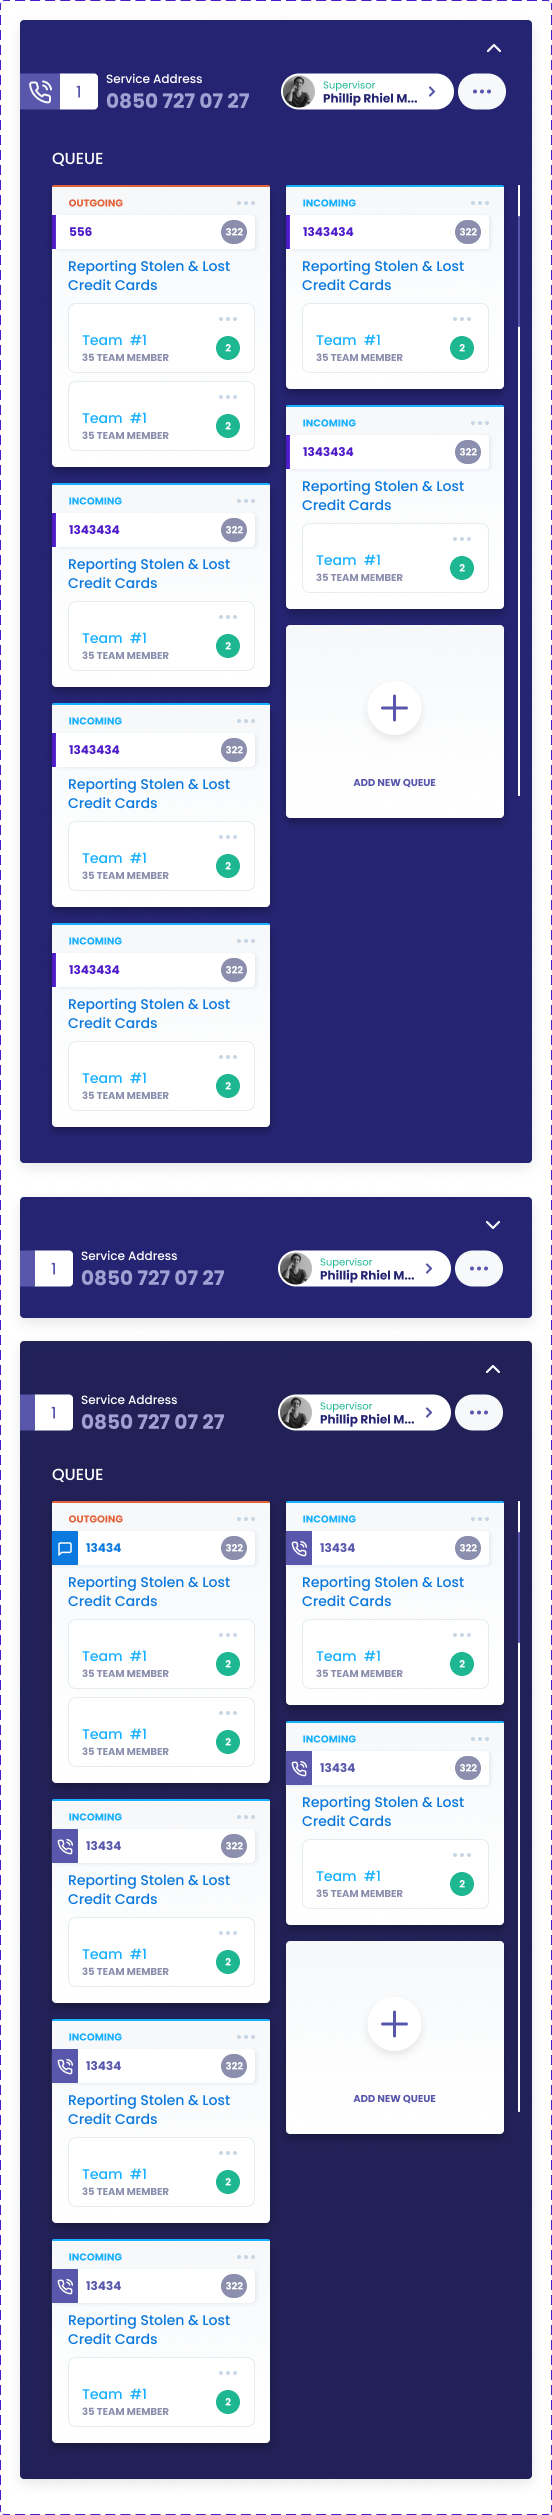 1
Service Address
0850 727 07 27
Supervisor
Phillip Rhiel M...
QUEUE
OUTGOING
556
322
Reporting Stolen & Lost
Credit Cards
Team #1
35 TEAM MEMBER
2
Team #1
35 TEAM MEMBER
2
INCOMING
1343434
322
Reporting Stolen & Lost
Credit Cards
Team #1
35 TEAM MEMBER
2
INCOMING
1343434
322
Reporting Stolen & Lost
Credit Cards
Team #1
35 TEAM MEMBER
2
INCOMING
1343434
322
Reporting Stolen & Lost
Credit Cards
Team #1
35 TEAM MEMBER
2
INCOMING
1343434
322
Reporting Stolen & Lost
Credit Cards
Team #1
35 TEAM MEMBER
2
INCOMING
1343434
322
Reporting Stolen & Lost
Credit Cards
Team #1
35 TEAM MEMBER
2
ADD NEW QUEUE
1
Service Address
0850 727 07 27
Supervisor
Phillip Rhiel M...
1
Service Address
0850 727 07 27
Supervisor
Phillip Rhiel M...
QUEUE
OUTGOING
13434
322
Reporting Stolen & Lost
Credit Cards
Team #1
35 TEAM MEMBER
2
Team #1
35 TEAM MEMBER
2
INCOMING
13434
322
Reporting Stolen & Lost
Credit Cards
Team #1
35 TEAM MEMBER
2
INCOMING
13434
322
Reporting Stolen & Lost
Credit Cards
Team #1
35 TEAM MEMBER
2
INCOMING
13434
322
Reporting Stolen & Lost
Credit Cards
Team #1
35 TEAM MEMBER
2
INCOMING
13434
322
Reporting Stolen & Lost
Credit Cards
Team #1
35 TEAM MEMBER
2
INCOMING
13434
322
Reporting Stolen & Lost
Credit Cards
Team #1
35 TEAM MEMBER
2
ADD NEW QUEUE